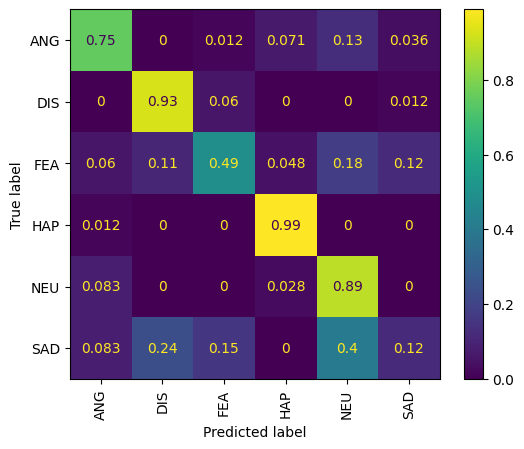 True label
ANG 0.75 0 0.012 0.071 0.13 0.036
DIS 0 0.93 0.06 0 0 0.012
FEA 0.06 0.11 0.49 0.048 0.18 0.12
HAP 0.012 0 0 0.99 0 0
NEU 0.083 0 0 0.028 0.89 0
SAD 0.083 0.24 0.15 0 0.4 0.12
ANG DIS FEA HAP NEU SAD
Predicted label
0.8
0.6
0.4
0.2
0.0